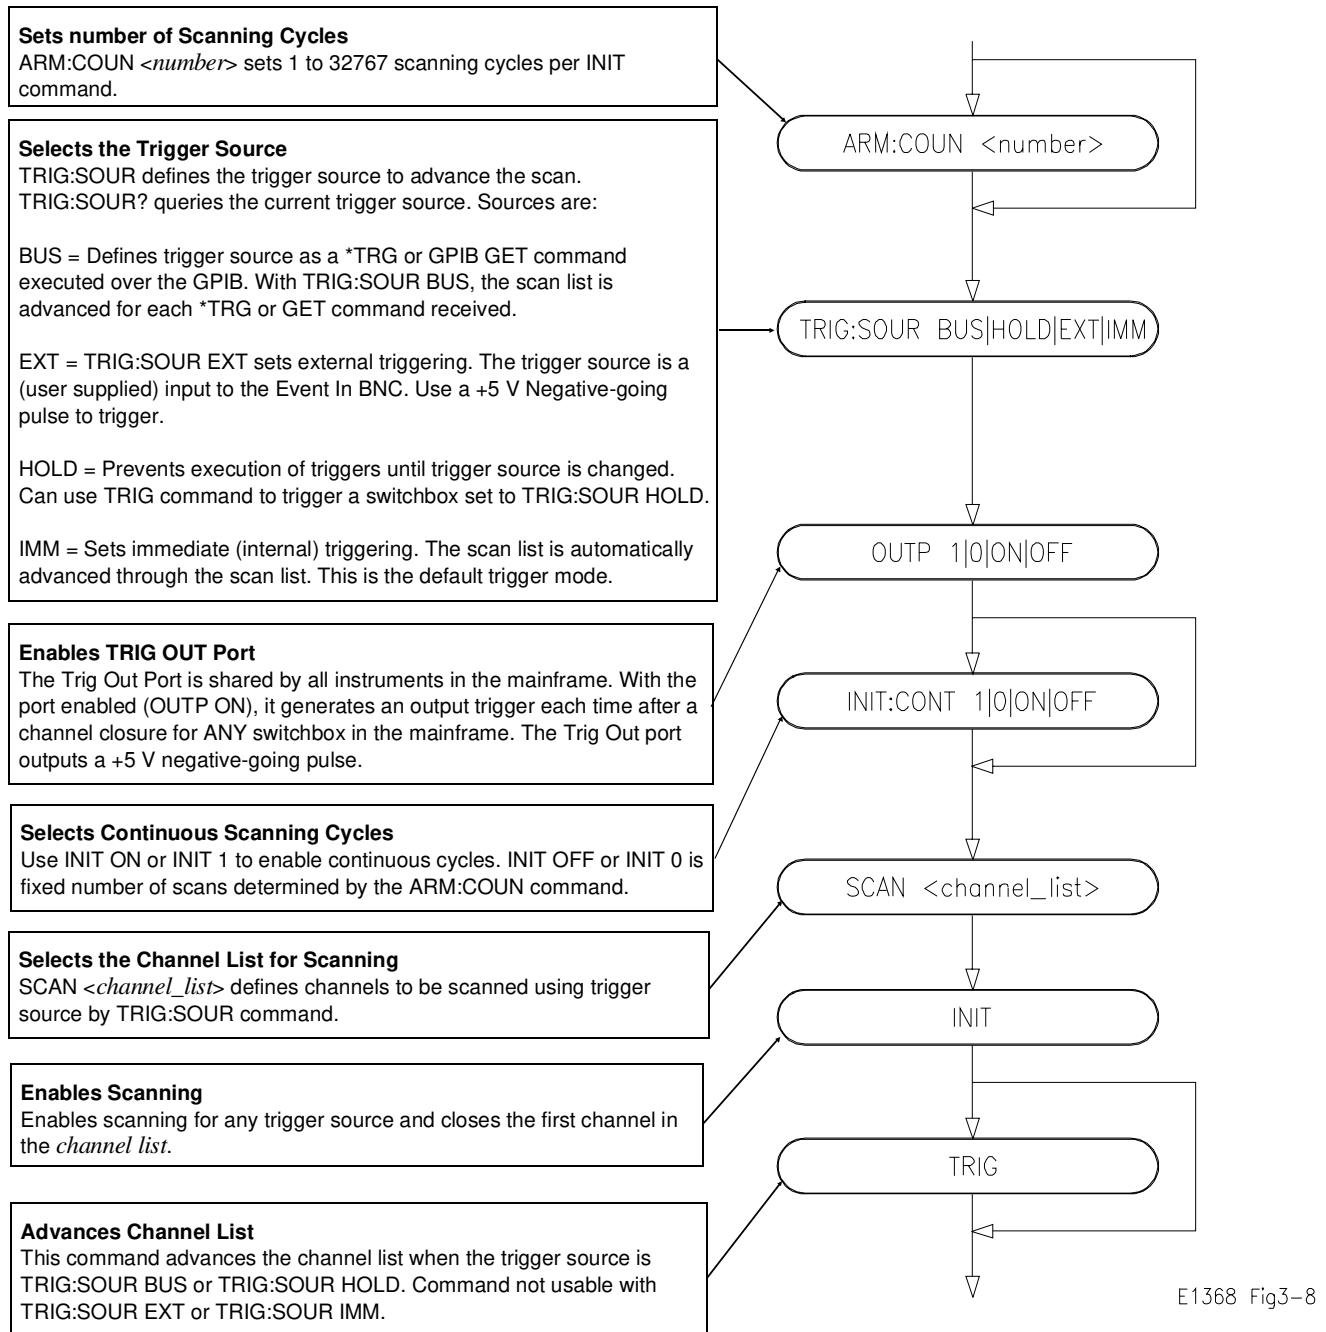 Sets number of Scanning Cycles
ARM:COUN <number> sets 1 to 32767 scanning cycles per INIT
command.
Selects the Trigger Source
TRIG:SOUR defines the trigger source to advance the scan.
TRIG:SOUR? queries the current trigger source. Sources are:
BUS = Defines trigger source as a *TRG or GPIB GET command
executed over the GPIB. With TRIG:SOUR BUS, the scan list is
advanced for each *TRG or GET command received.
EXT = TRIG:SOUR EXT sets external triggering. The trigger source is a
(user supplied) input to the Event In BNC. Use a +5 V Negative-going
pulse to trigger.
HOLD = Prevents execution of triggers until trigger source is changed.
Can use TRIG command to trigger a switchbox set to TRIG:SOUR HOLD.
IMM = Sets immediate (internal) triggering. The scan list is automatically
advanced through the scan list. This is the default trigger mode.
Enables TRIG OUT Port
The Trig Out Port is shared by all instruments in the mainframe. With the
port enabled (OUTP ON), it generates an output trigger each time after a
channel closure for ANY switchbox in the mainframe. The Trig Out port
outputs a +5 V negative-going pulse.
Selects Continuous Scanning Cycles
Use INIT ON or INIT 1 to enable continuous cycles. INIT OFF or INIT 0 is
fixed number of scans determined by the ARM:COUN command.
Selects the Channel List for Scanning
SCAN <channel_list> defines channels to be scanned using trigger
source by TRIG:SOUR command.
Enables Scanning
Enables scanning for any trigger source and closes the first channel in
the channel list.
Advances Channel List
This command advances the channel list when the trigger source is
TRIG:SOUR BUS or TRIG:SOUR HOLD. Command not usable with
TRIG:SOUR EXT or TRIG:SOUR IMM.
ARM:COUN <number>
TRIG:SOUR BUS|HOLD|EXT|IMM
OUTP 1|0|ON|OFF
INIT:CONT 1|0|ON|OFF
SCAN <channel_list>
INIT
TRIG
E1368 Fig3-8